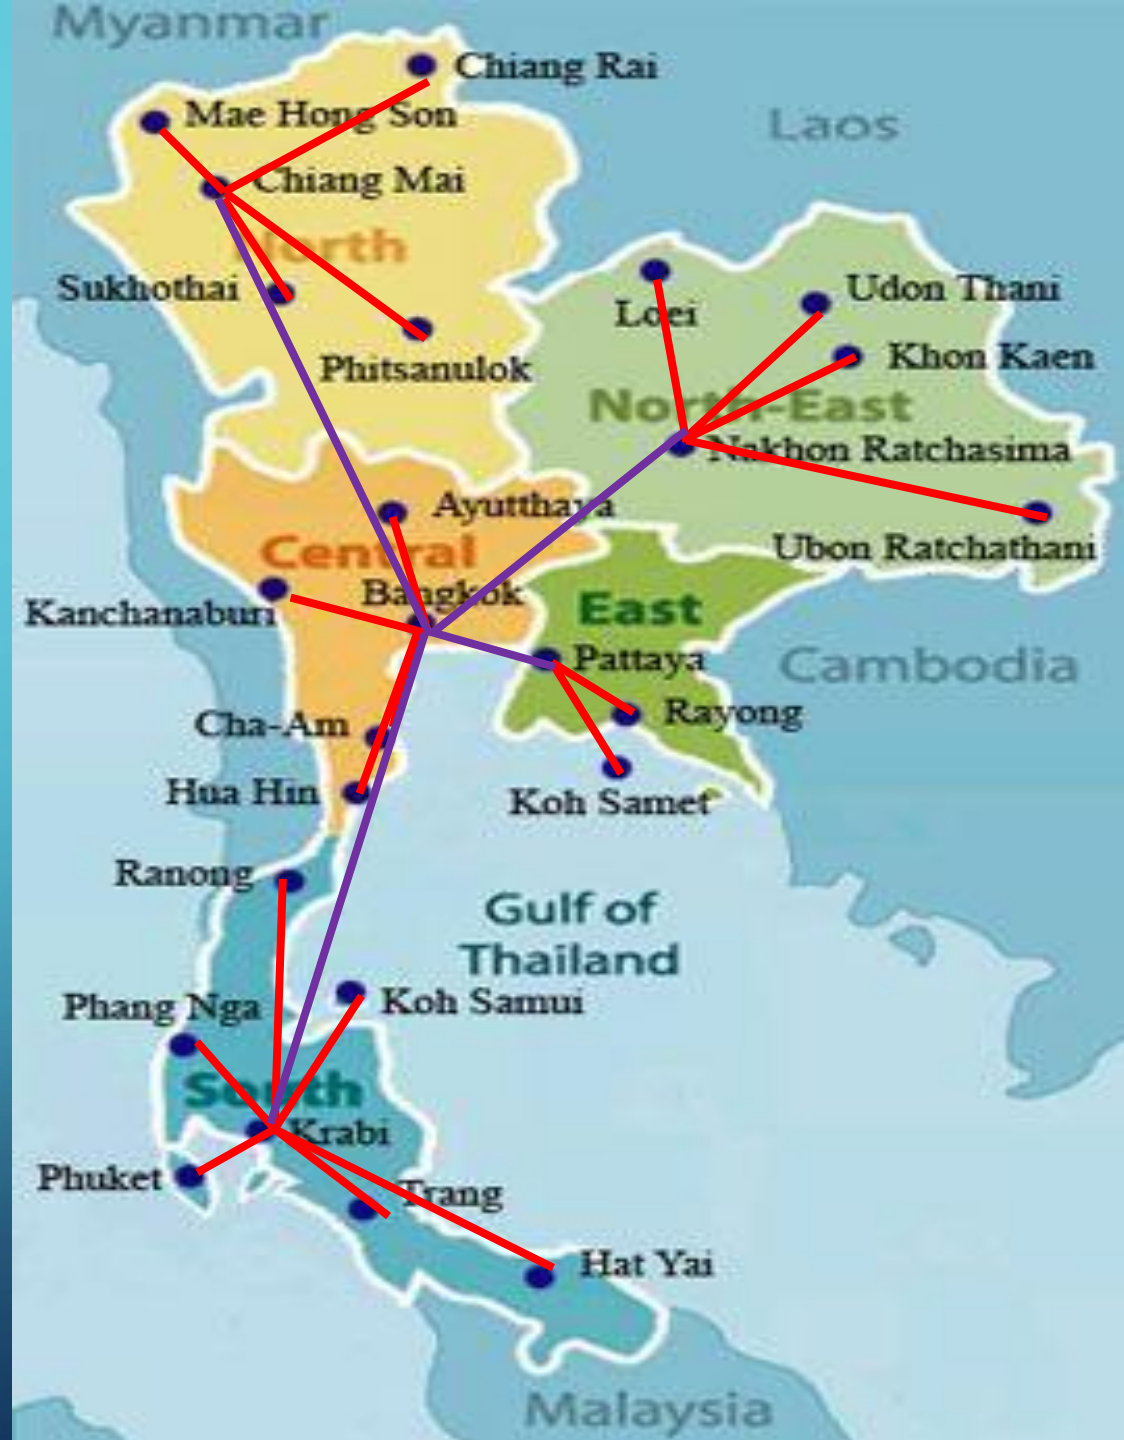 Myanmar
Chiang Rai
Mae Hong Son
Laos
Chiang Mai
North
Sukhothai
Udon Thani
Loei
Khon Kaen
Phitsanulok
North-East
Nakhon Ratchasima
Ayutthaya
Central
Ubon Ratchathani
Bangkok
Kanchanaburi
East
Pattaya
Cambodia
Rayong
Cha-Am
Hua Hin
Koh Samet
Ranong
Gulf of
Thailand
Phang Nga
Koh Samui
South
Krabi
Phuket
Trang
Hat Yai
Malaysia